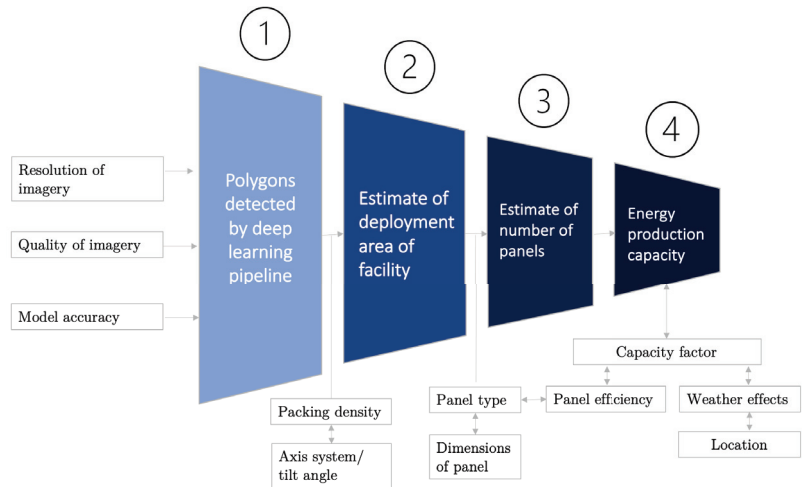 1
2
3
4
Resolution of
imagery
Quality of imagery
Model accuracy
Polygons
detected
by deep
learning
pipeline
Estimate of
deployment
area of
facility
Estimate of
number of
panels
Energy
production
capacity
Capacity factor
Packing density
Panel type
Panel efficiency
Weather effects
Axis system/
tilt angle
Dimensions
of panel
Location